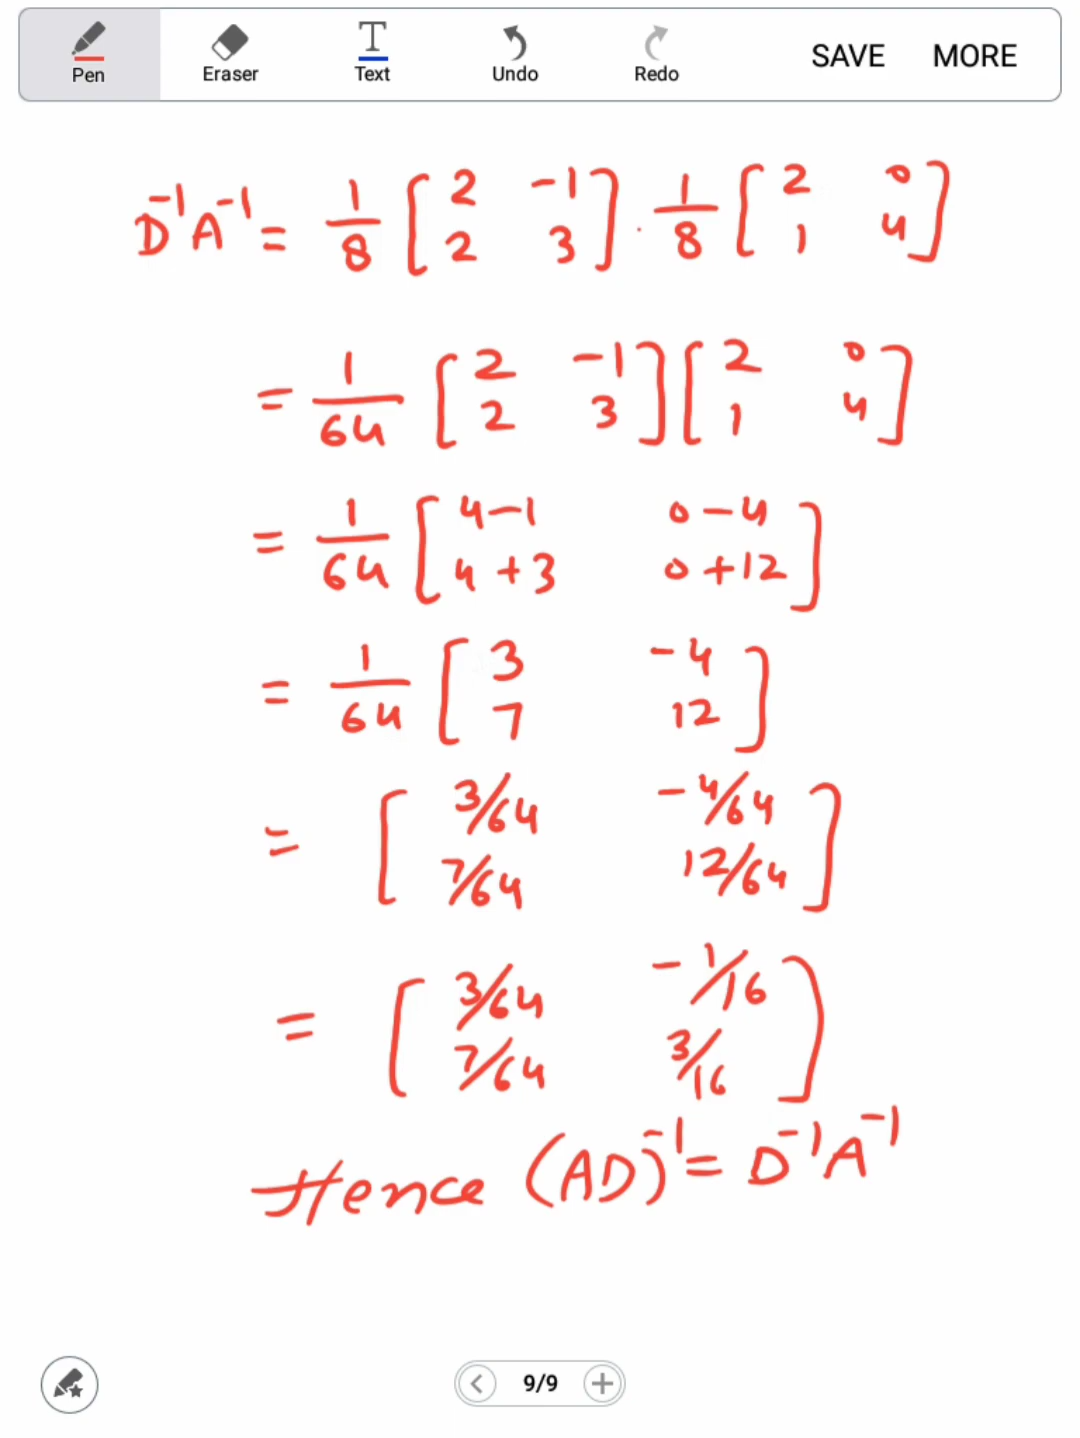 Pen Eraser Text Undo Redo SAVE MORE
D⁻¹A⁻¹ = 1/8 [2 -1; 2 3] · 1/8 [2 0; 1 4]
= 1/64 [2 -1; 2 3] [2 0; 1 4]
= 1/64 [4-1 0-4; 4+3 0+12]
= 1/64 [3 -4; 7 12]
= [3/64 -4/64; 7/64 12/64]
= [3/64 -1/16; 7/64 3/16]
Hence (AD)⁻¹ = D⁻¹A⁻¹
9/9